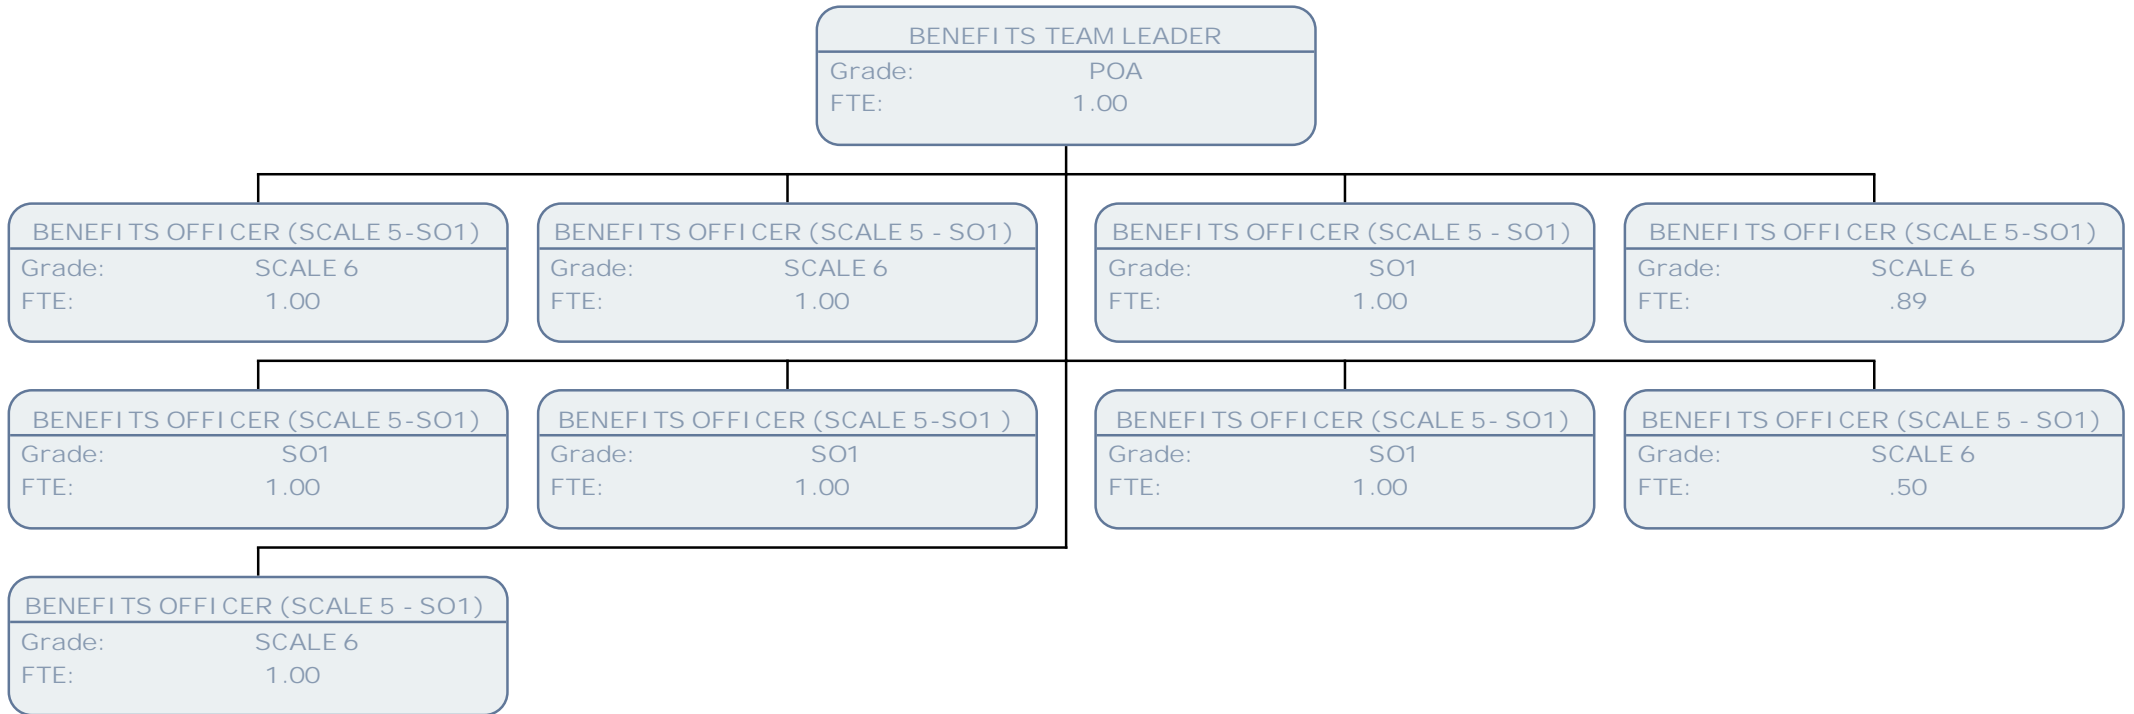 BENEFITS TEAM LEADER
Grade: POA
FTE: 1.00
BENEFITS OFFICER (SCALE 5-SO1)
Grade: SCALE 6
FTE: 1.00
BENEFITS OFFICER (SCALE 5 - SO1)
Grade: SCALE 6
FTE: 1.00
BENEFITS OFFICER (SCALE 5 - SO1)
Grade: SO1
FTE: 1.00
BENEFITS OFFICER (SCALE 5-SO1)
Grade: SCALE 6
FTE: .89
BENEFITS OFFICER (SCALE 5-SO1)
Grade: SO1
FTE: 1.00
BENEFITS OFFICER (SCALE 5-SO1 )
Grade: SO1
FTE: 1.00
BENEFITS OFFICER (SCALE 5- SO1)
Grade: SO1
FTE: 1.00
BENEFITS OFFICER (SCALE 5 - SO1)
Grade: SCALE 6
FTE: .50
BENEFITS OFFICER (SCALE 5 - SO1)
Grade: SCALE 6
FTE: 1.00